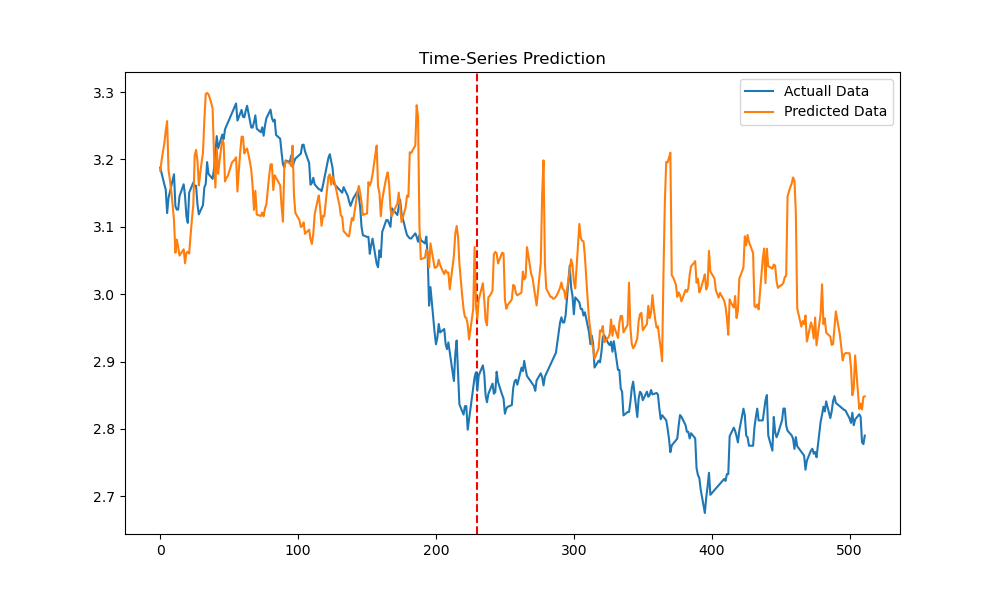 Time-Series Prediction
Actuall Data
Predicted Data
3.3
3.2
3.1
3.0
2.9
2.8
2.7
0 100 200 300 400 500